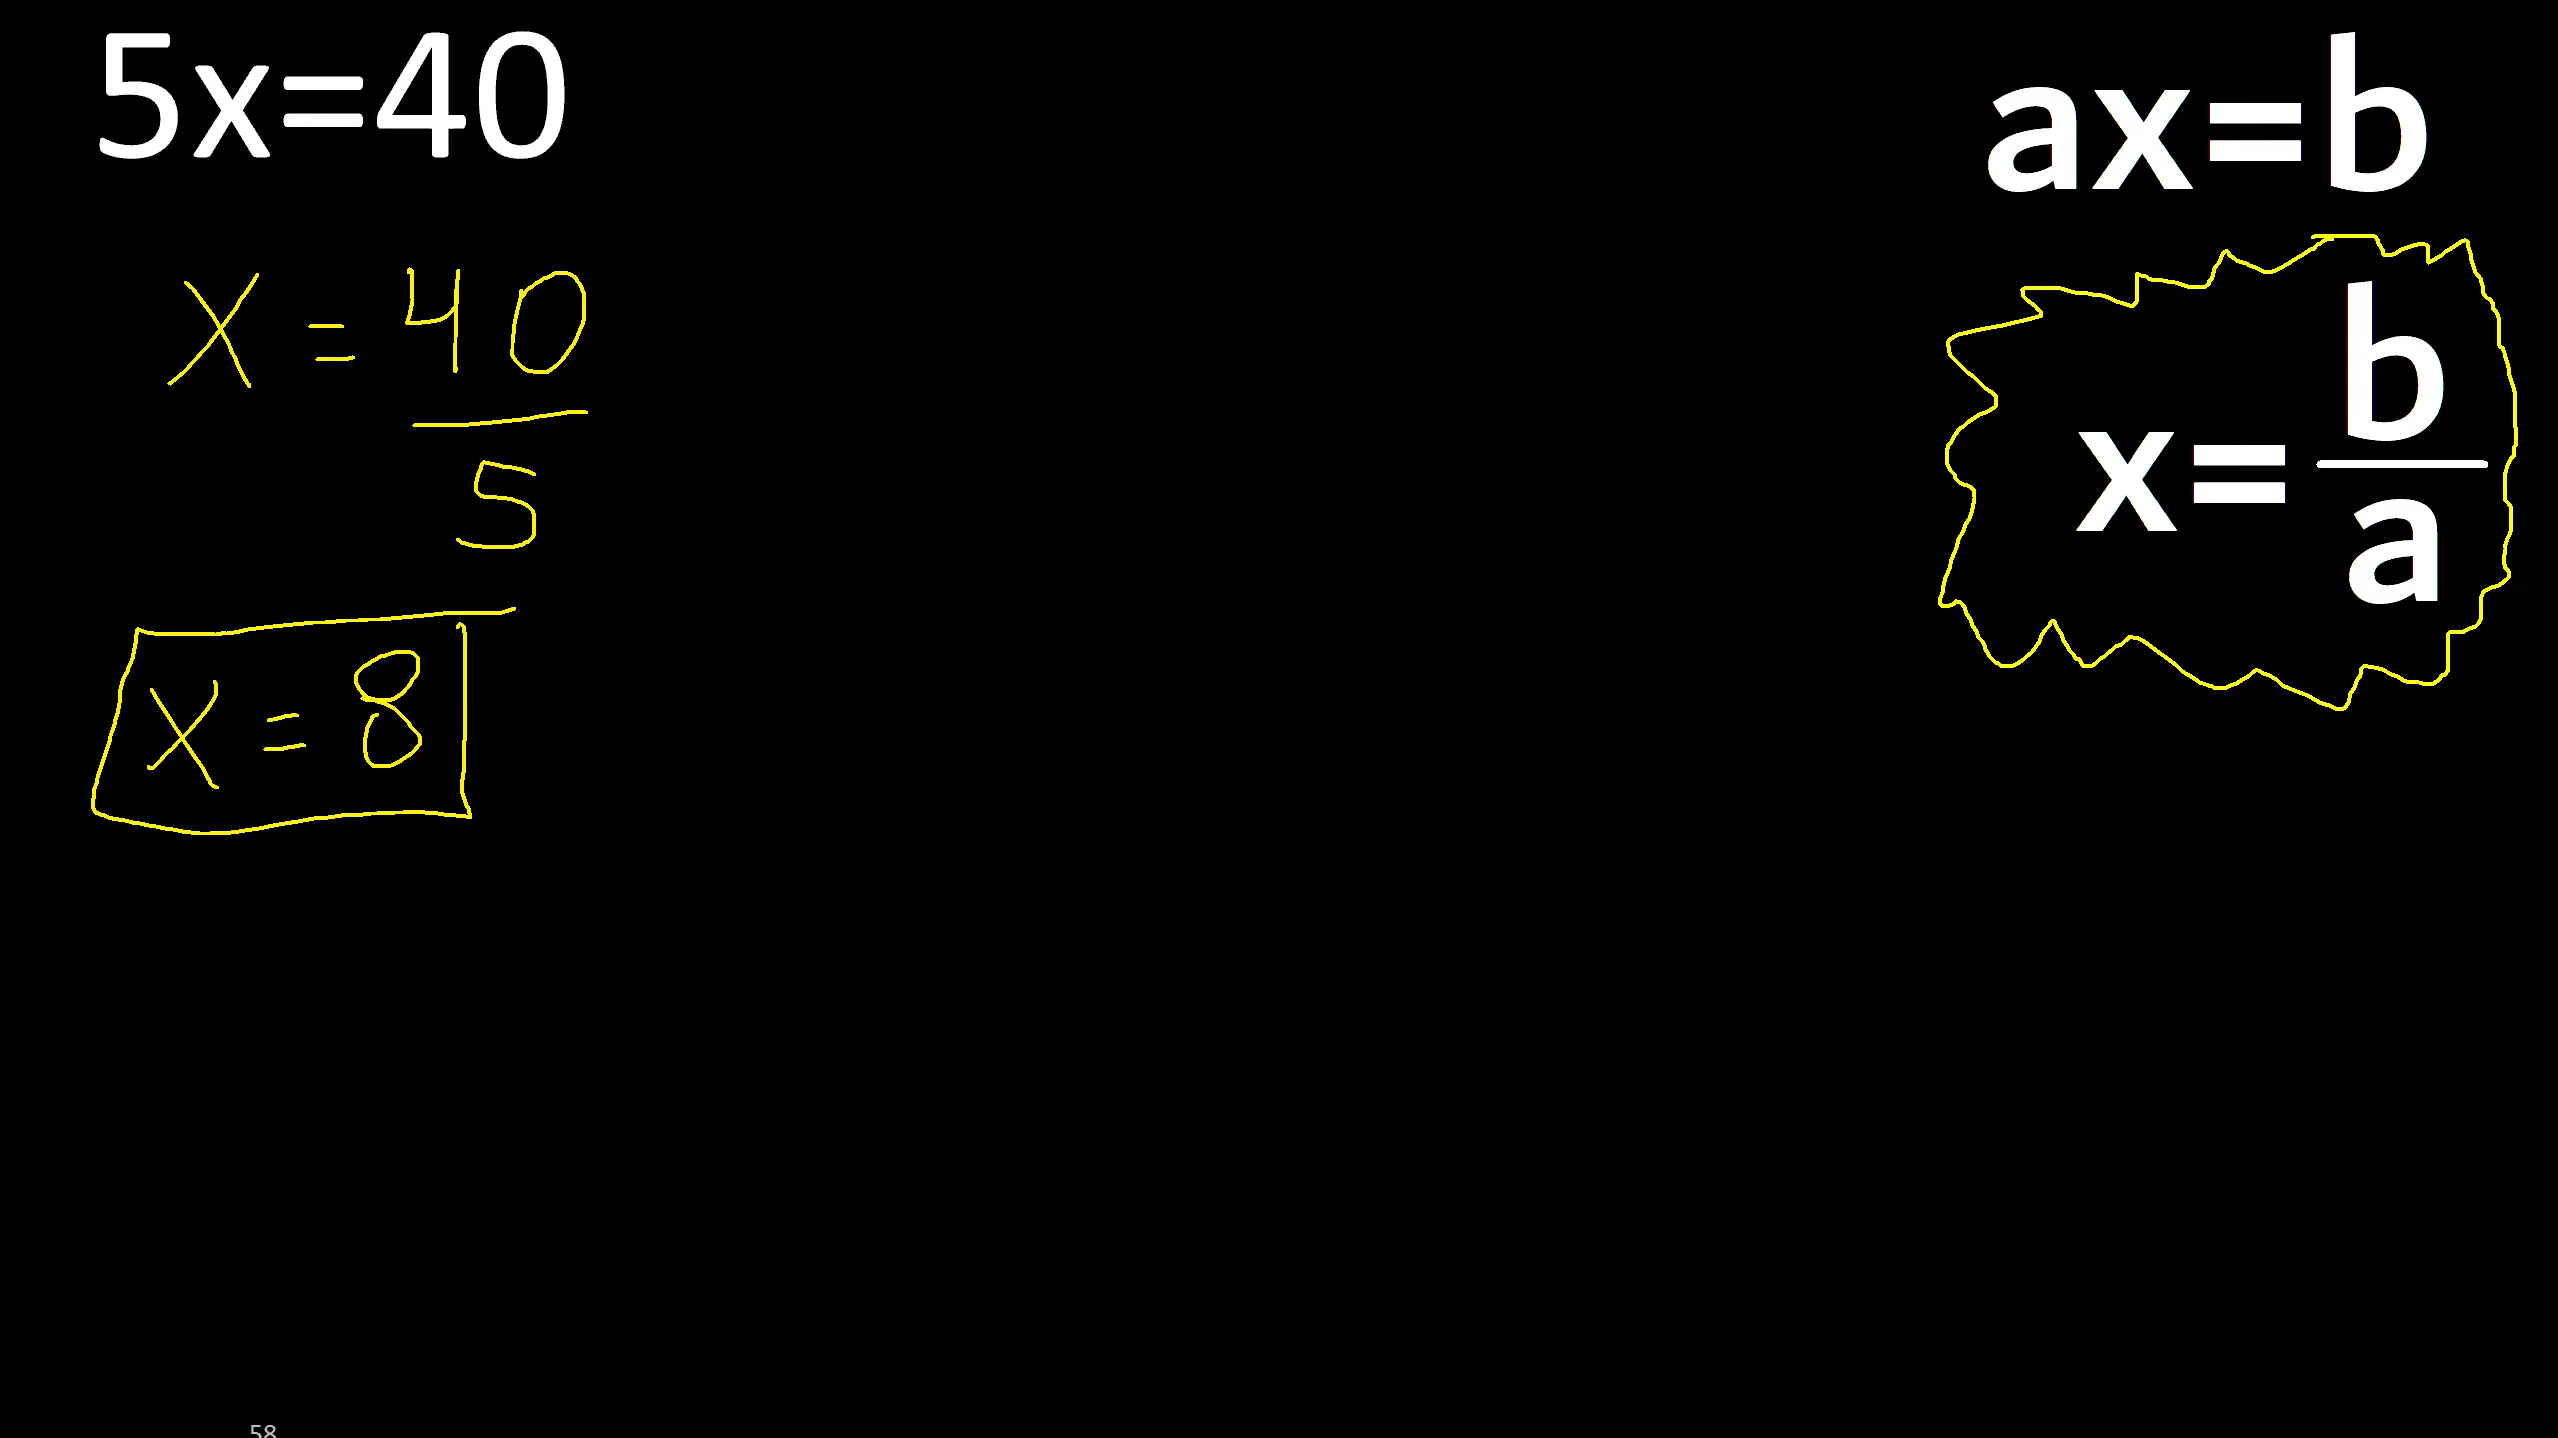 5x=40
x = 40
5
x = 8
ax=b
x=b
a
58